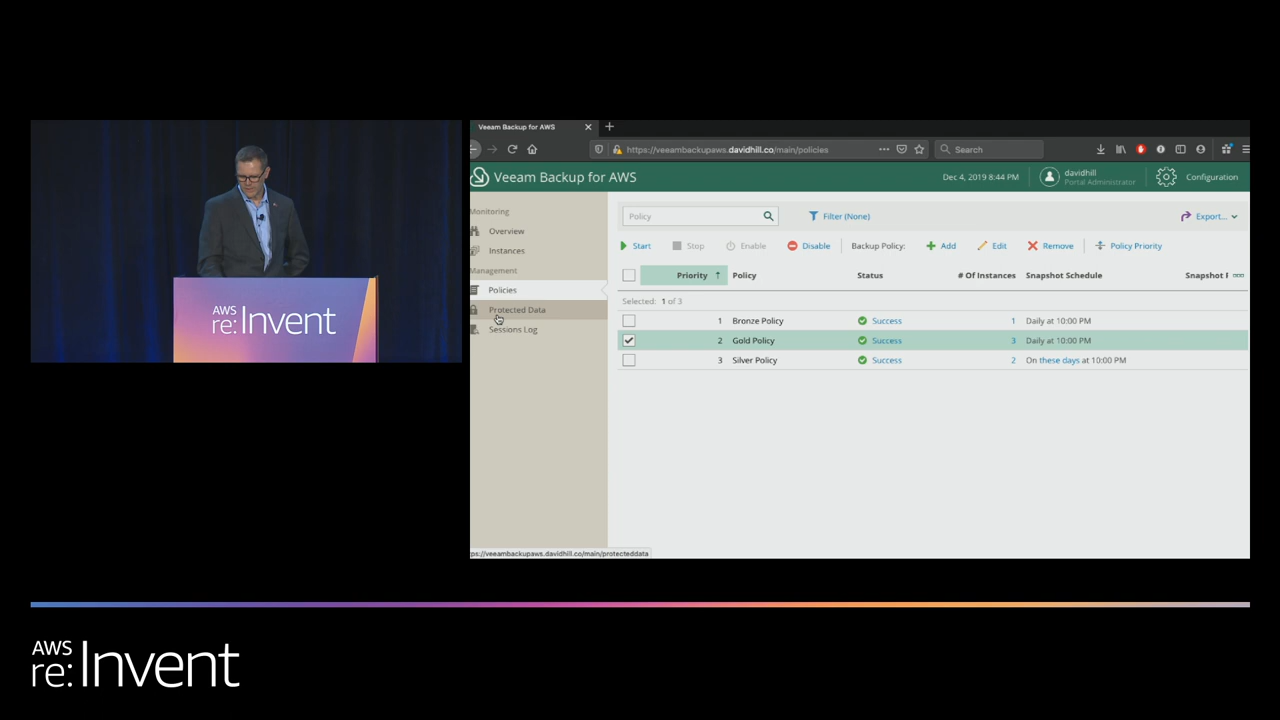 AWS
re:Invent
Veeam Backup for AWS
https://veeambackupaws.davidhill.co/main/policies
Search
Veeam Backup for AWS
Dec 4, 2019 8:44 PM
davidhill
Portal Administrator
Configuration
Monitoring
Overview
Instances
Management
Policies
Protected Data
Sessions Log
Policy
Filter (None)
Export...
Start
Stop
Enable
Disable
Backup Policy:
Add
Edit
Remove
Policy Priority
Priority
Policy
Status
# Of Instances
Snapshot Schedule
Snapshot
Selected: 1 of 3
1 Bronze Policy Success 1 Daily at 10:00 PM
2 Gold Policy Success 3 Daily at 10:00 PM
3 Silver Policy Success 2 On these days at 10:00 PM
ps://veeambackupaws.davidhill.co/main/protecteddata
AWS
re:Invent